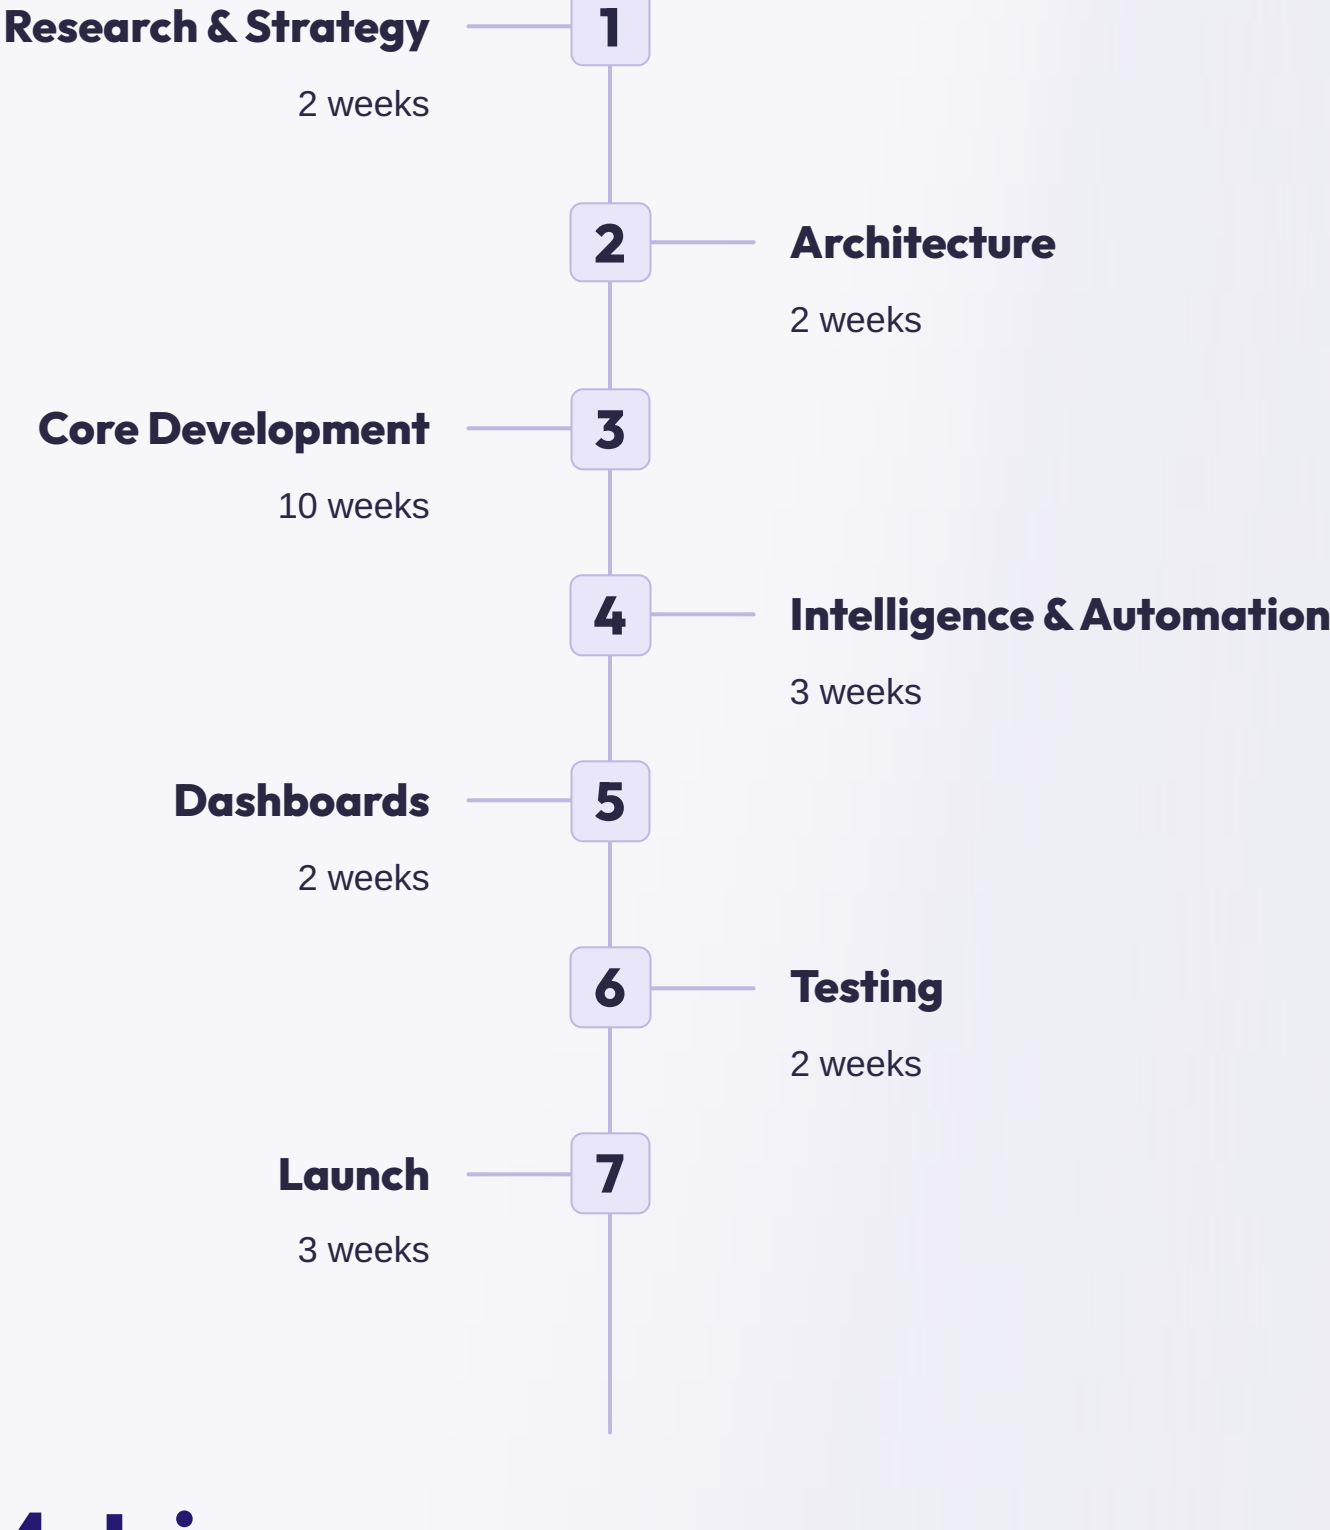 Research & Strategy
1
2 weeks
2
Architecture
2 weeks
Core Development
3
10 weeks
4
Intelligence & Automation
3 weeks
Dashboards
5
2 weeks
6
Testing
2 weeks
Launch
7
3 weeks